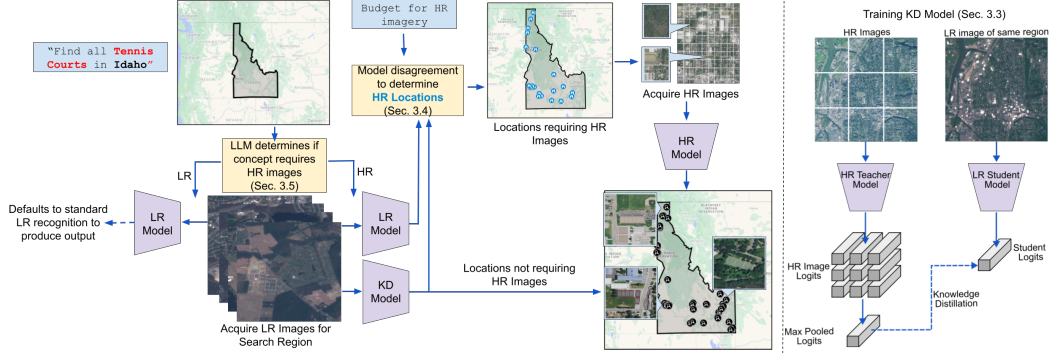 "Find all Tennis
Courts in Idaho"
Budget for HR
imagery
Model disagreement
to determine
HR Locations
(Sec. 3.4)
Locations requiring HR
Images
Acquire HR Images
HR
Model
LLM determines if
concept requires
HR images
(Sec. 3.5)
LR
HR
Defaults to standard
LR recognition to
produce output
LR
Model
LR
Model
KD
Model
Acquire LR Images for
Search Region
Locations not requiring
HR Images
Training KD Model (Sec. 3.3)
HR Images
LR image of same region
HR Teacher
Model
LR Student
Model
HR Image
Logits
Student
Logits
Knowledge
Distillation
Max Pooled
Logits